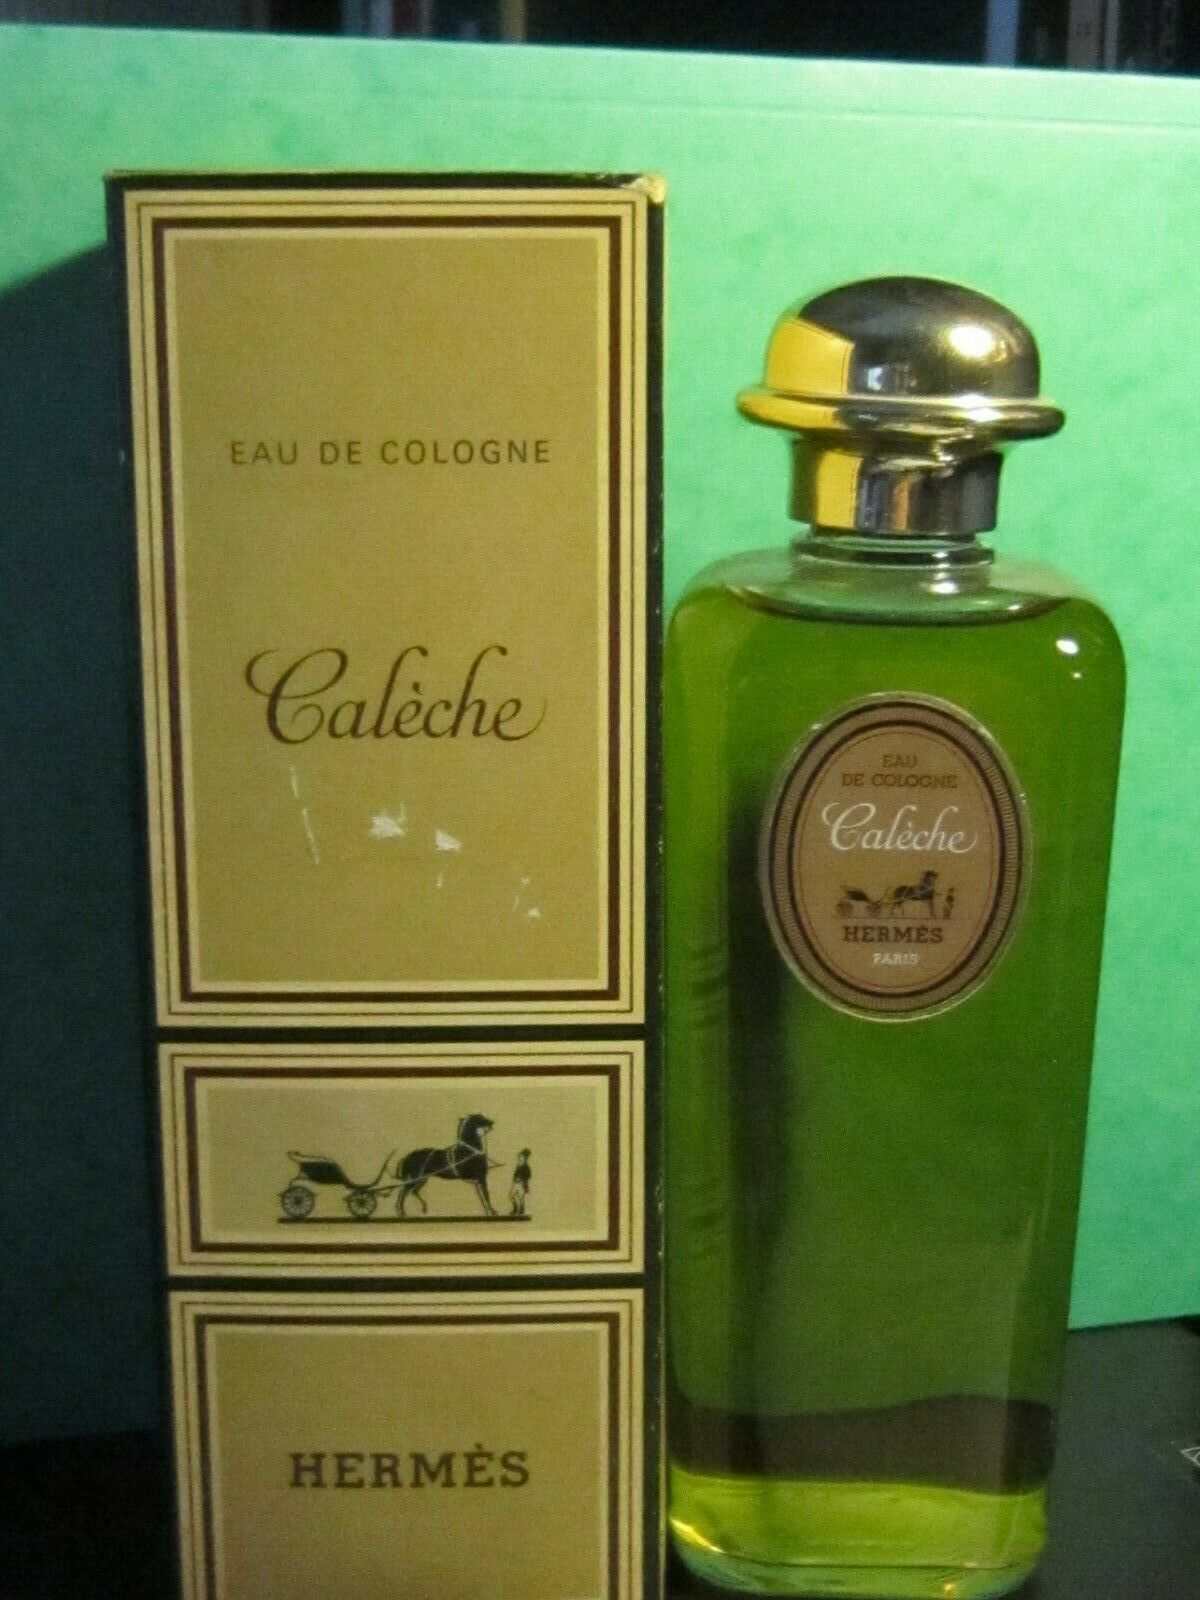 EAU DE COLOGNE
Calèche
HERMÈS
EAU
DE COLOGNE
Calèche
HERMÈS
PARIS